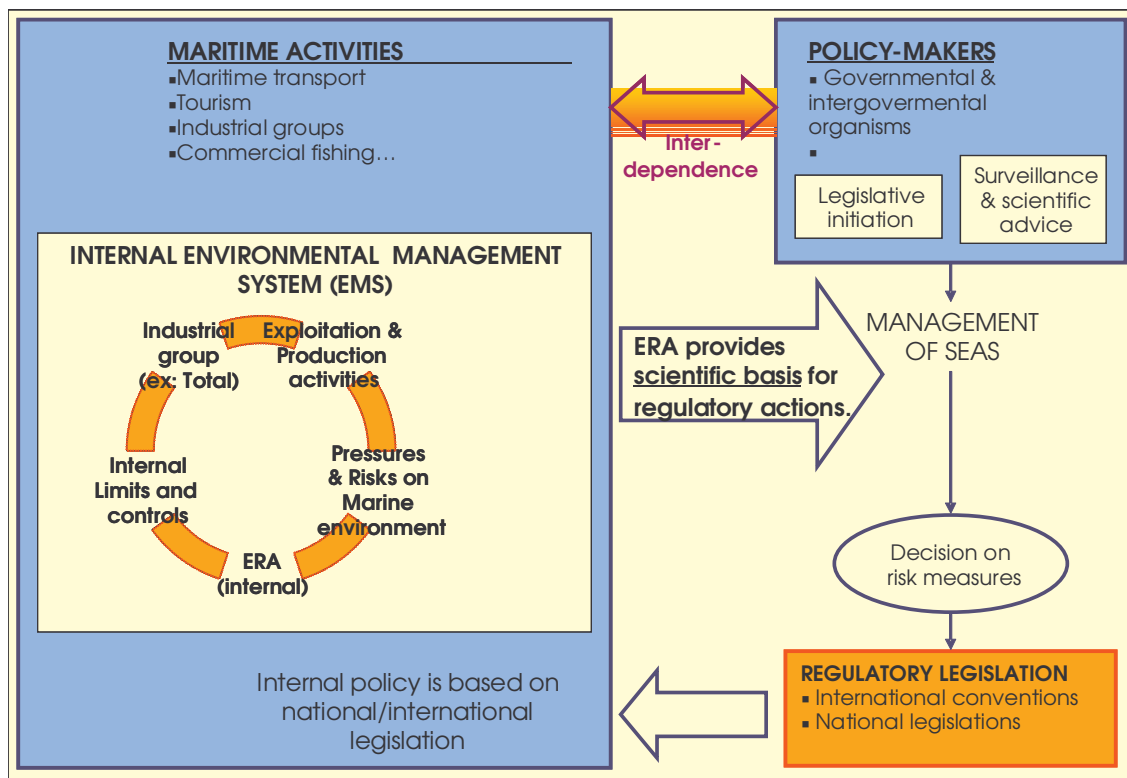 MARITIME ACTIVITIES
▪Maritime transport
▪Tourism
▪Industrial groups
▪Commercial fishing…
Inter-
dependence
POLICY-MAKERS
▪ Governmental &
intergovermental
organisms
▪
Legislative
initiation
Surveillance
& scientific
advice
INTERNAL ENVIRONMENTAL MANAGEMENT
SYSTEM (EMS)
Industrial
group
(ex: Total)
Exploitation &
Production
activities
Pressures
& Risks on
Marine
environment
ERA
(internal)
Internal
Limits and
controls
ERA provides
scientific basis for
regulatory actions.
MANAGEMENT
OF SEAS
Decision on
risk measures
REGULATORY LEGISLATION
▪ International conventions
▪ National legislations
Internal policy is based on
national/international
legislation